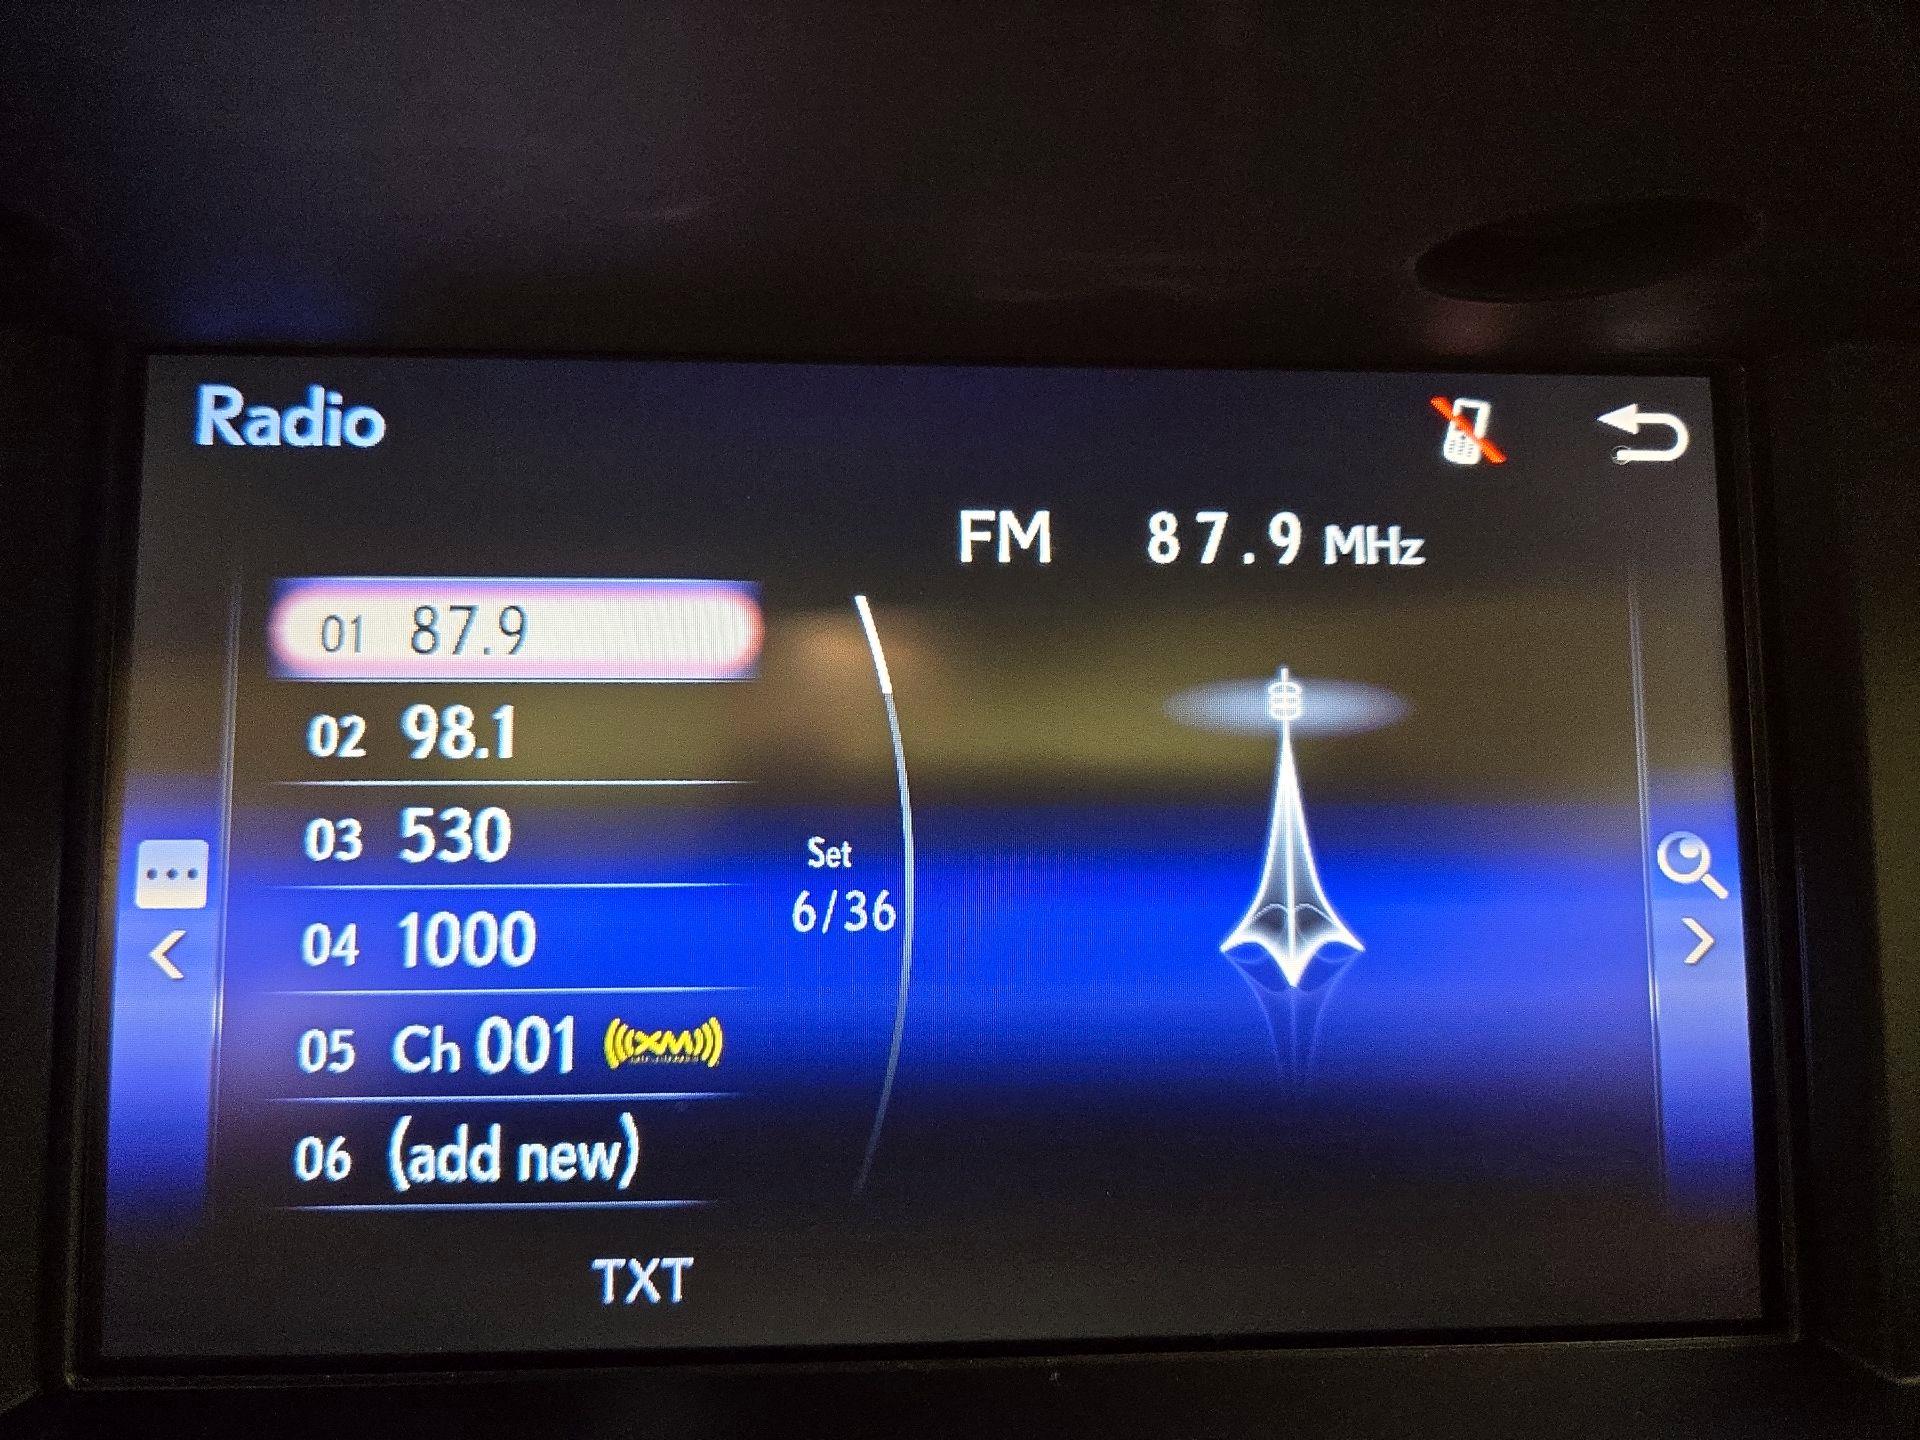 Radio
FM 87.9 MHz
01 87.9
02 98.1
03 530
04 1000
05 Ch 001 XM
06 (add new)
Set
6/36
TXT